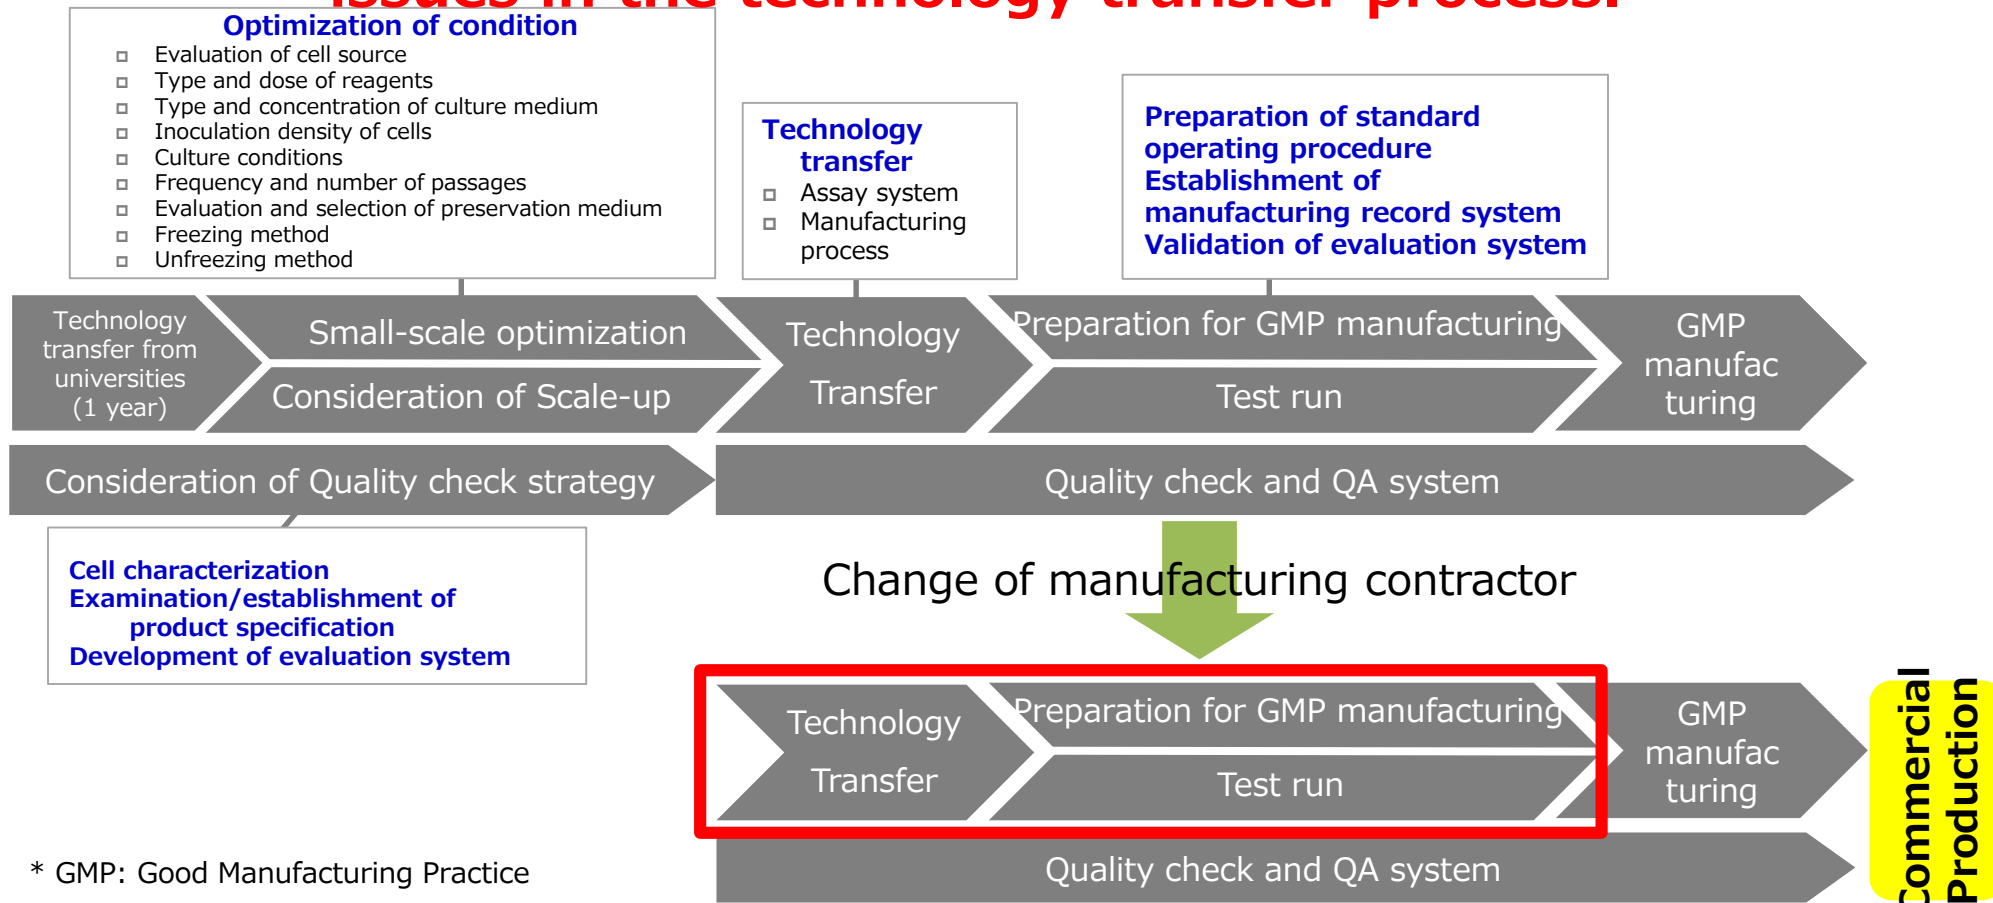 issues in the technology transfer process.
Optimization of condition
Evaluation of cell source
Type and dose of reagents
Type and concentration of culture medium
Inoculation density of cells
Culture conditions
Frequency and number of passages
Evaluation and selection of preservation medium
Freezing method
Unfreezing method
Technology
transfer
Assay system
Manufacturing
process
Preparation of standard
operating procedure
Establishment of
manufacturing record system
Validation of evaluation system
Technology
transfer from
universities
(1 year)
Small-scale optimization
Consideration of Scale-up
Technology
Transfer
Preparation for GMP manufacturing
Test run
GMP
manufac
turing
Consideration of Quality check strategy
Quality check and QA system
Cell characterization
Examination/establishment of
product specification
Development of evaluation system
Change of manufacturing contractor
Technology
Transfer
Preparation for GMP manufacturing
Test run
GMP
manufac
turing
Commercial
Production
Quality check and QA system
* GMP: Good Manufacturing Practice